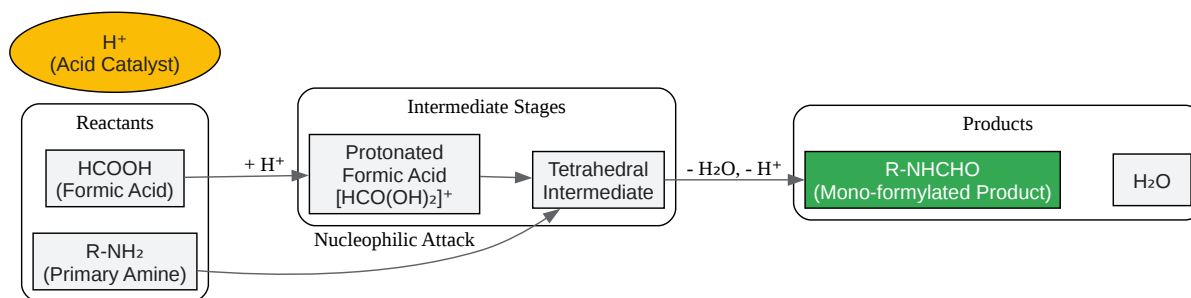 H⁺
(Acid Catalyst)
Reactants
HCOOH
(Formic Acid)
R-NH₂
(Primary Amine)
+ H⁺
Intermediate Stages
Protonated
Formic Acid
[HCO(OH)₂]⁺
Tetrahedral
Intermediate
Nucleophilic Attack
- H₂O, - H⁺
Products
R-NHCHO
(Mono-formylated Product)
H₂O